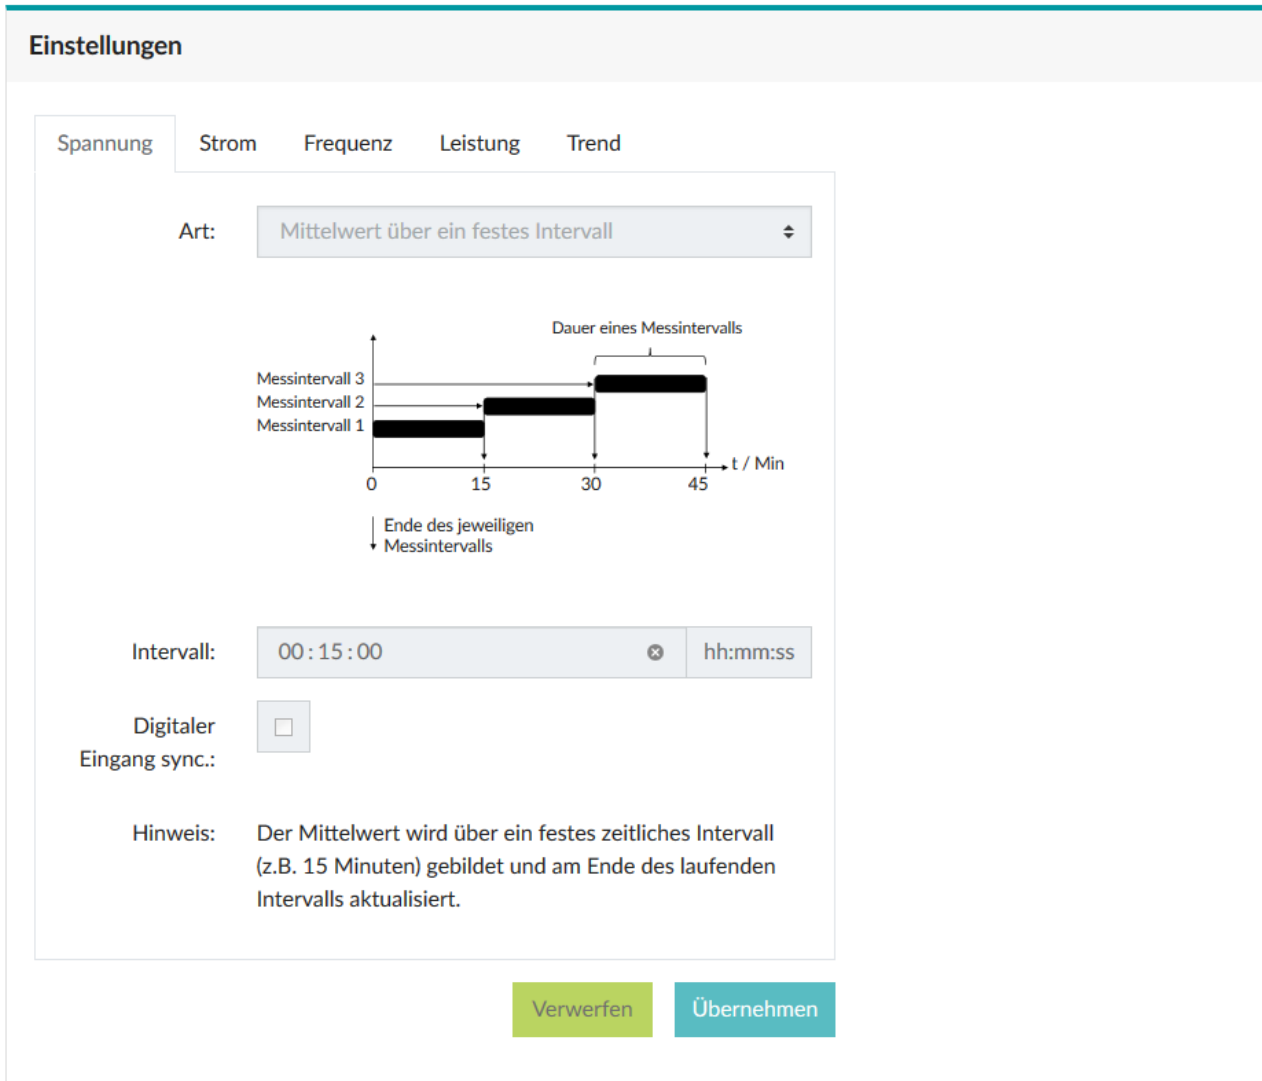 Einstellungen
Spannung Strom Frequenz Leistung Trend
Art: Mittelwert über ein festes Intervall
Dauer eines Messintervalls
Messintervall 3
Messintervall 2
Messintervall 1
t / Min
0 15 30 45
Ende des jeweiligen
Messintervalls
Intervall: 00:15:00 hh:mm:ss
Digitaler
Eingang sync.:
Hinweis: Der Mittelwert wird über ein festes zeitliches Intervall
(z.B. 15 Minuten) gebildet und am Ende des laufenden
Intervalls aktualisiert.
Verwerfen Übernehmen